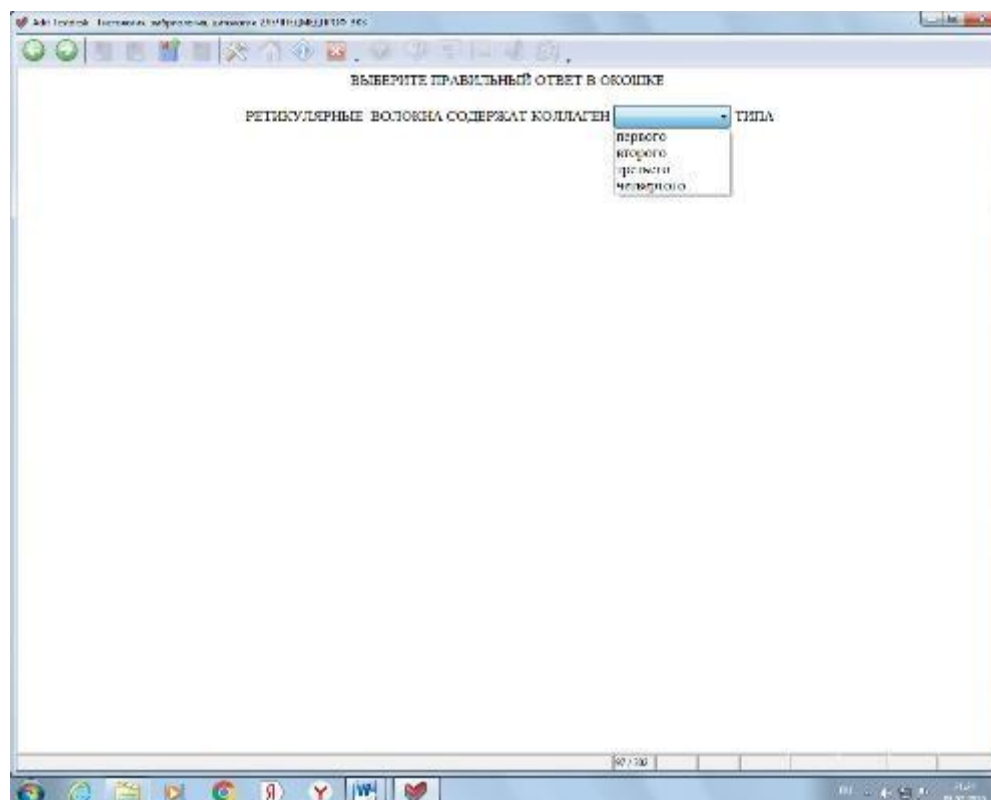 ВЫБЕРИТЕ ПРАВИЛЬНЫЙ ОТВЕТ В ОКОШКЕ
РЕТИКУЛЯРНЫЕ ВОЛОКНА СОДЕРЖАТ КОЛЛАГЕН ТИПА
первого
второго
третьего
четвертого